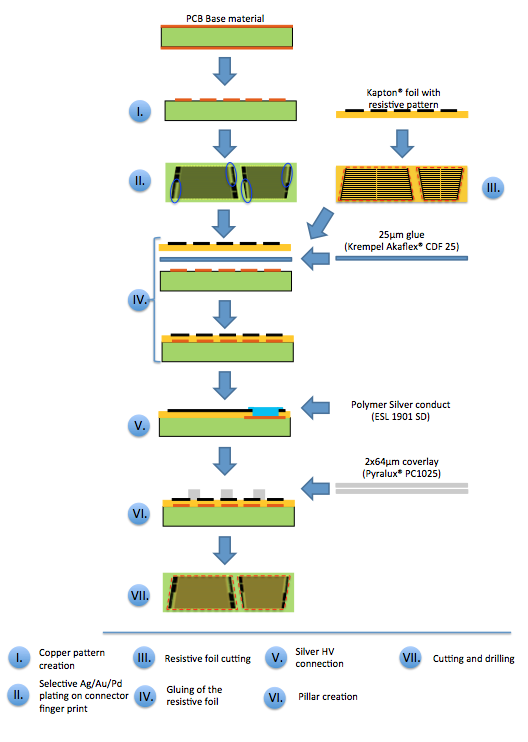 PCB Base material
I.
Kapton® foil with
resistive pattern
II.
III.
25μm glue
(Krempel Akaflex® CDF 25)
IV.
Polymer Silver conduct
(ESL 1901 SD)
V.
2x64μm coverlay
(Pyralux® PC1025)
VI.
VII.
I. Copper pattern
creation
III. Resistive foil cutting
V. Silver HV
connection
VII. Cutting and drilling
II. Selective Ag/Au/Pd
plating on connector
finger print
IV. Gluing of the
resistive foil
VI. Pillar creation